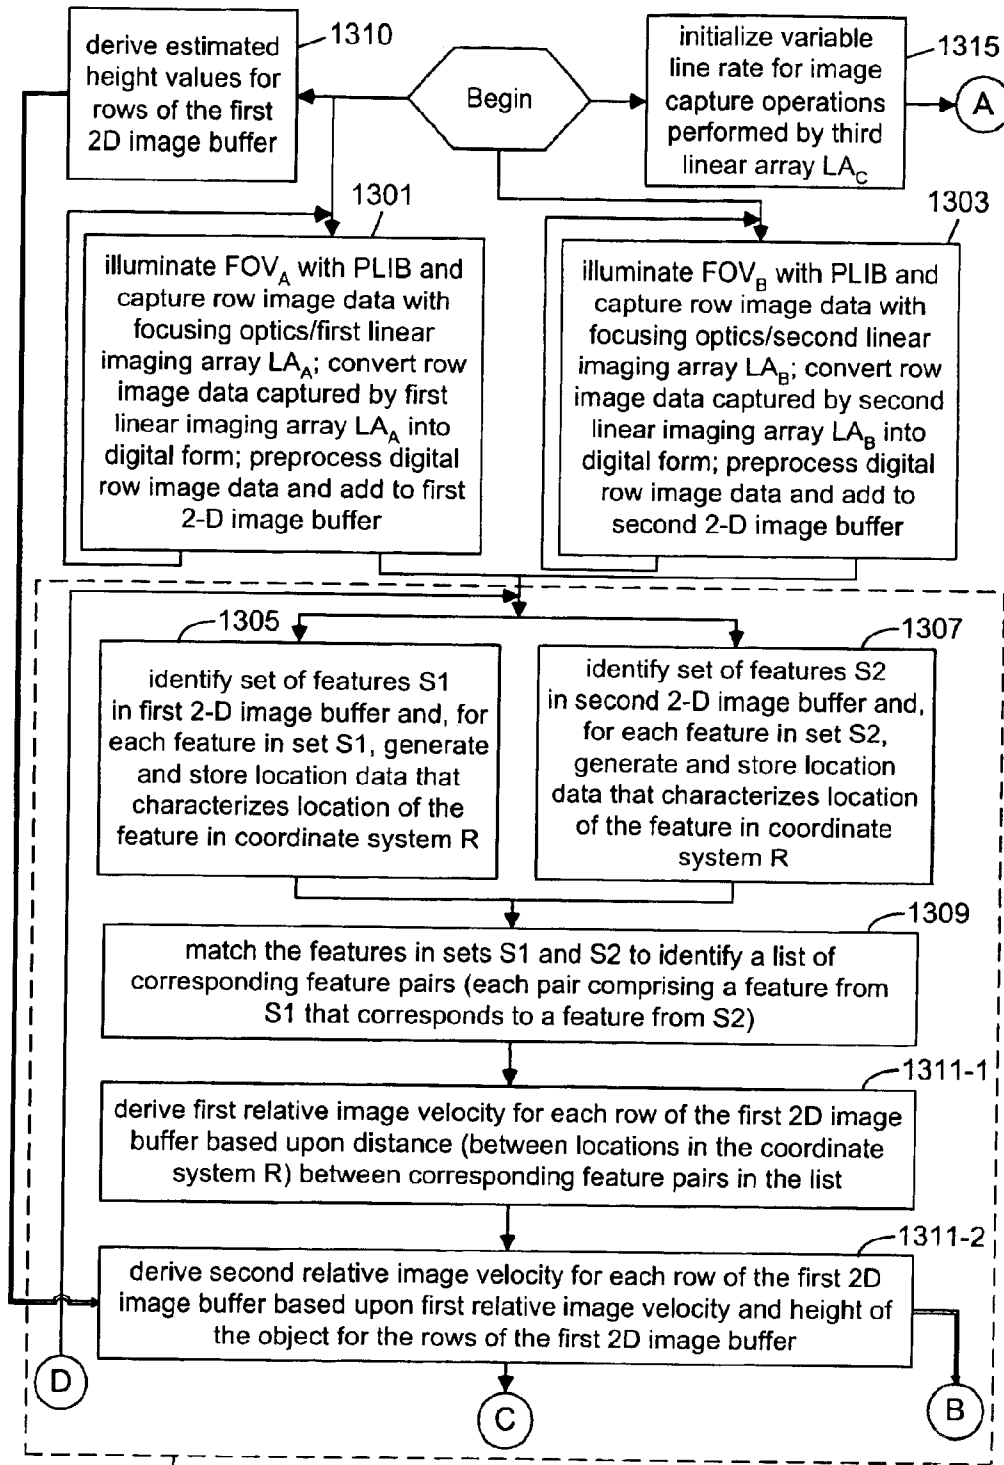 1310
derive estimated
height values for
rows of the first
2D image buffer
Begin
initialize variable
line rate for image
capture operations
performed by third
linear array LA_C
1315
A
1301
illuminate FOV_A with PLIB and
capture row image data with
focusing optics/first linear
imaging array LA_A; convert row
image data captured by first
linear imaging array LA_A into
digital form; preprocess digital
row image data and add to first
2-D image buffer
1303
illuminate FOV_B with PLIB and
capture row image data with
focusing optics/second linear
imaging array LA_B; convert row
image data captured by second
linear imaging array LA_B into
digital form; preprocess digital
row image data and add to
second 2-D image buffer
1305
identify set of features S1
in first 2-D image buffer and, for
each feature in set S1, generate
and store location data that
characterizes location of the
feature in coordinate system R
1307
identify set of features S2
in second 2-D image buffer and,
for each feature in set S2,
generate and store location
data that characterizes location
of the feature in coordinate
system R
1309
match the features in sets S1 and S2 to identify a list of
corresponding feature pairs (each pair comprising a feature from
S1 that corresponds to a feature from S2)
1311-1
derive first relative image velocity for each row of the first 2D image
buffer based upon distance (between locations in the coordinate
system R) between corresponding feature pairs in the list
1311-2
derive second relative image velocity for each row of the first 2D
image buffer based upon first relative image velocity and height of
the object for the rows of the first 2D image buffer
D
C
B